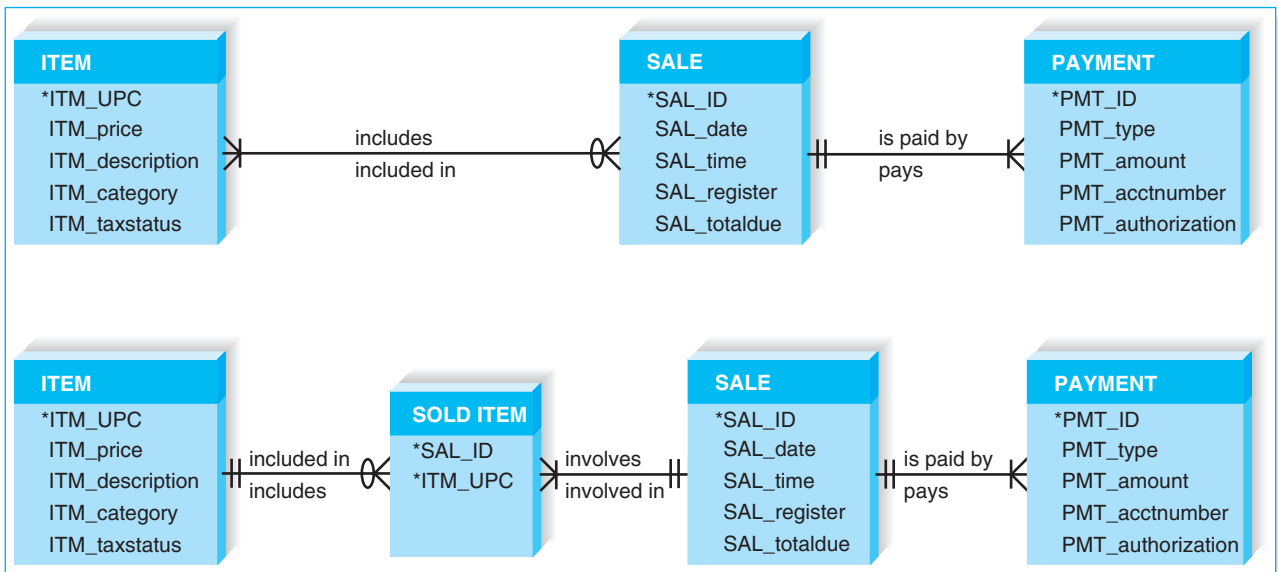 ITEM
*ITM_UPC
ITM_price
ITM_description
ITM_category
ITM_taxstatus
includes
included in
SALE
*SAL_ID
SAL_date
SAL_time
SAL_register
SAL_totaldue
is paid by
pays
PAYMENT
*PMT_ID
PMT_type
PMT_amount
PMT_acctnumber
PMT_authorization
ITEM
*ITM_UPC
ITM_price
ITM_description
ITM_category
ITM_taxstatus
included in
includes
SOLD ITEM
*SAL_ID
*ITM_UPC
involves
involved in
SALE
*SAL_ID
SAL_date
SAL_time
SAL_register
SAL_totaldue
is paid by
pays
PAYMENT
*PMT_ID
PMT_type
PMT_amount
PMT_acctnumber
PMT_authorization